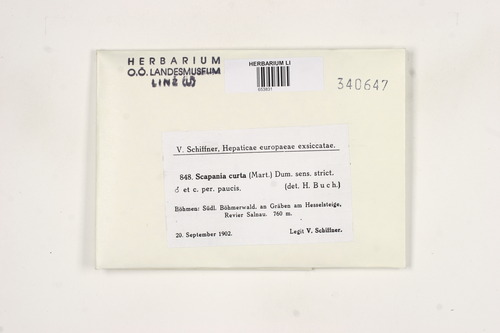 HERBARIUM
O.Ö. LANDESMUSEUM
LINZ (LI)
HERBARIUM LI
340647
V. Schiffner, Hepaticae europaeae exsiccatae.
848. Scapania curta (Mart.) Dum. sens. strict.
♂ et c. per. paucis. (det. H. Buch.)
Böhmen: Südl. Böhmerwald, an Gräben am Hesselsteige,
Revier Salnau. 760 m.
20. September 1902. Legit V. Schiffner.